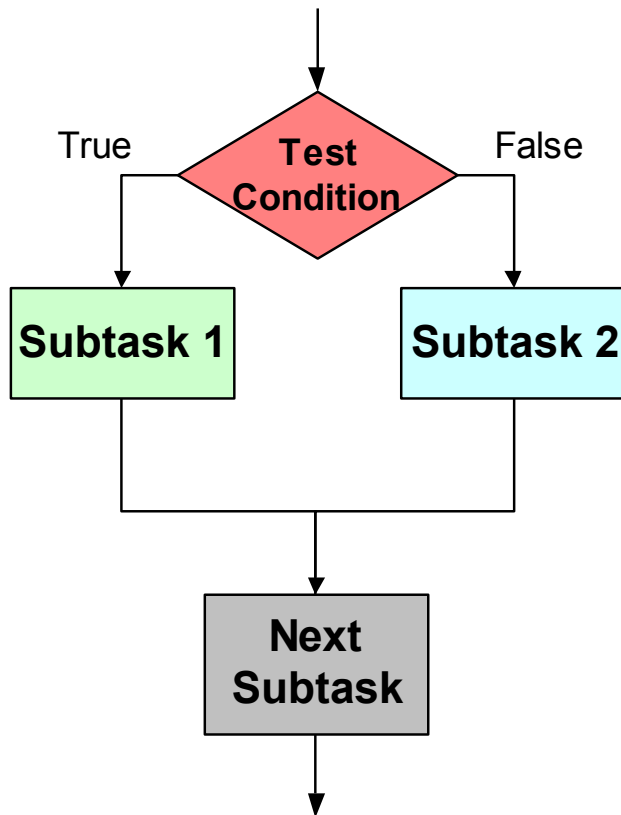 True
False
Test
Condition
Subtask 1
Subtask 2
Next
Subtask